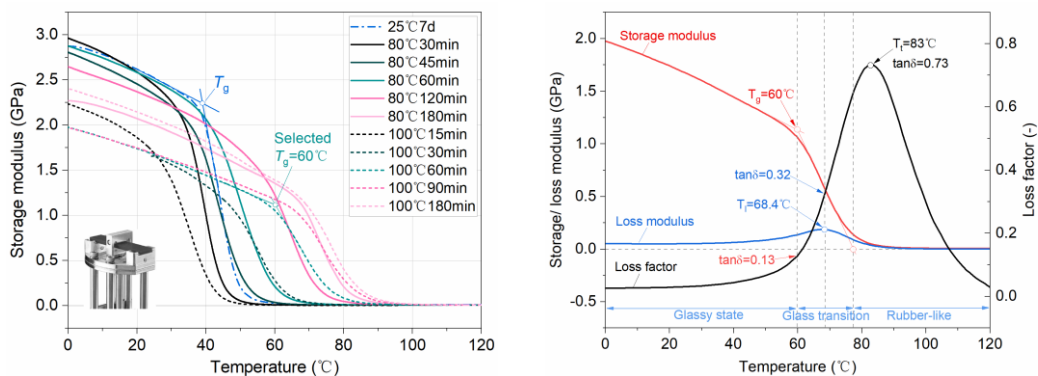 Storage modulus (GPa)
3.0
2.5
2.0
1.5
1.0
0.5
0.0
0
20
40
60
80
100
120
Temperature (℃)
25℃7d
80℃30min
80℃45min
80℃60min
80℃120min
80℃180min
100℃15min
100℃30min
100℃60min
100℃90min
100℃180min
Tg
Selected
Tg=60℃
Storage/ loss modulus (GPa)
2.0
1.5
1.0
0.5
0.0
-0.5
0
20
40
60
80
100
120
Temperature (℃)
Loss factor (-)
0.8
0.6
0.4
0.2
0.0
Storage modulus
Tt=83℃
tanδ=0.73
Tg=60℃
tanδ=0.32
Tl=68.4℃
Loss modulus
Loss factor
tanδ=0.13
Glassy state
Glass transition
Rubber-like